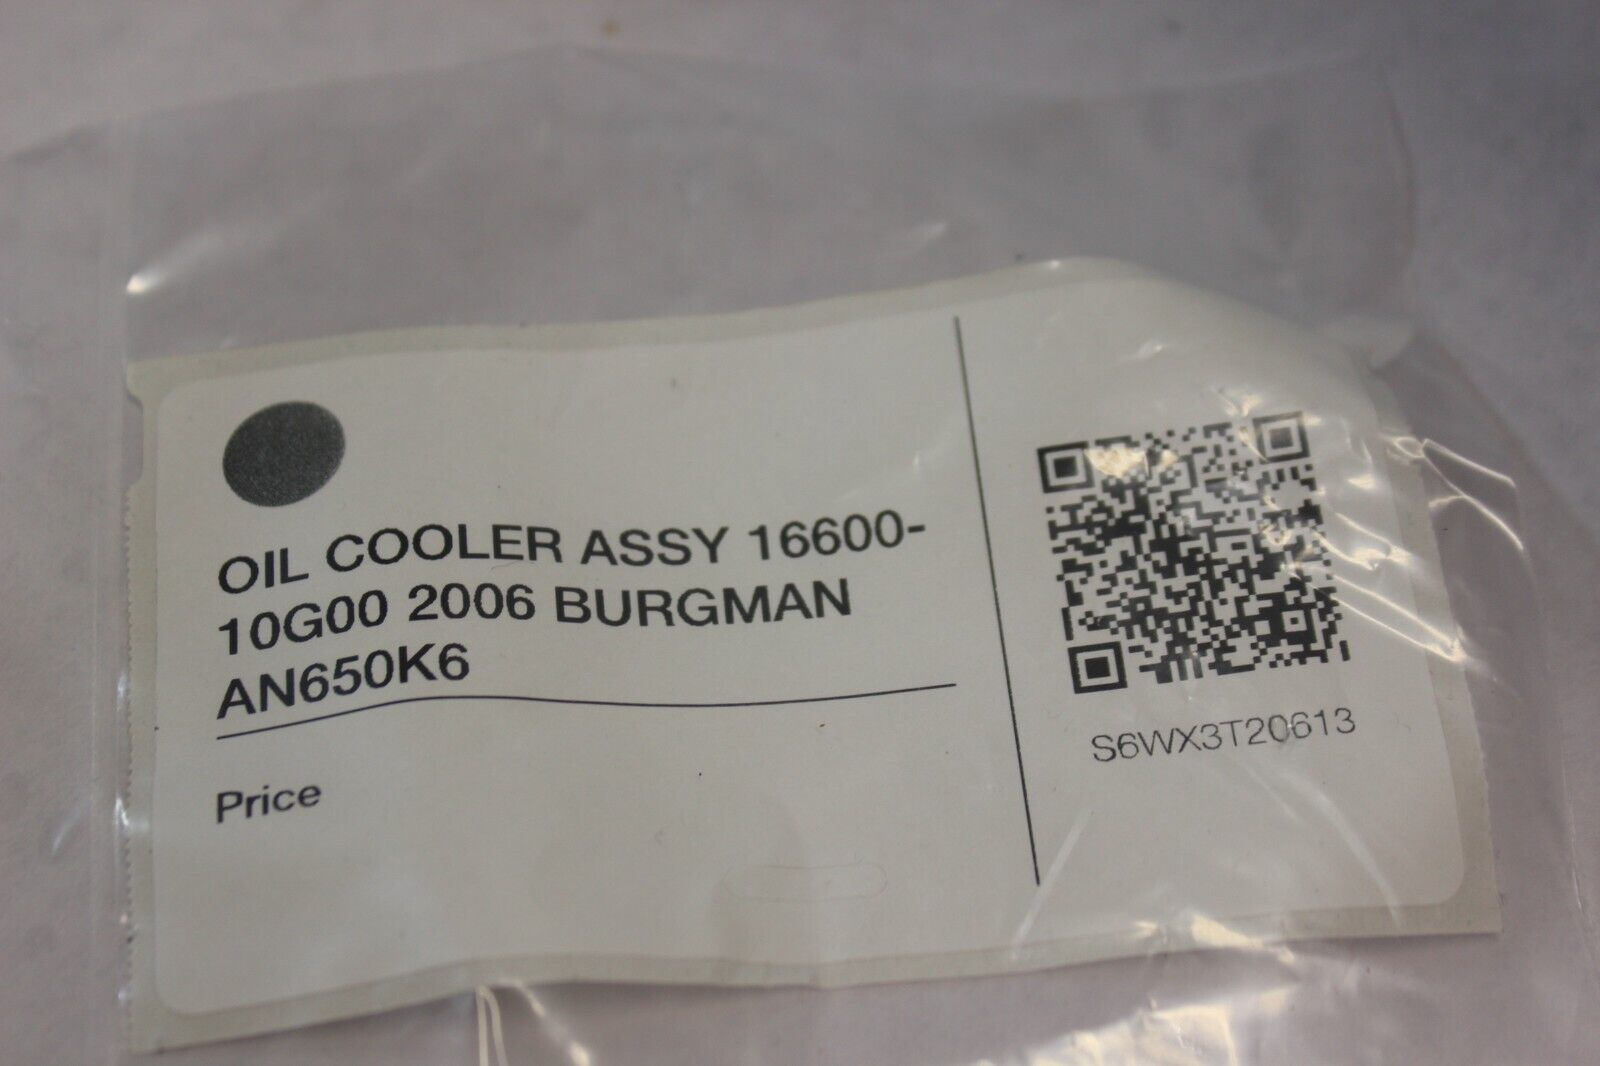 OIL COOLER ASSY 16600-
10G00 2006 BURGMAN
AN650K6
Price
S6WX3T20613